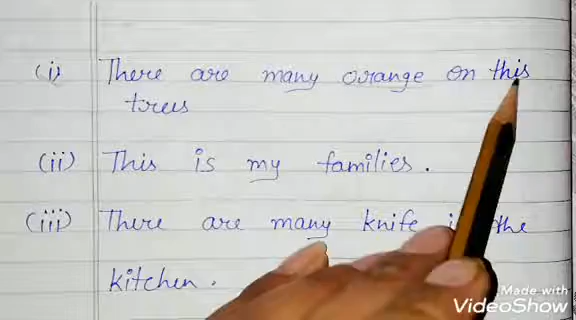 (i) There are many orange on this
trees
(ii) This is my families.
(iii) There are many knife the
kitchen.
Made with
VideoShow